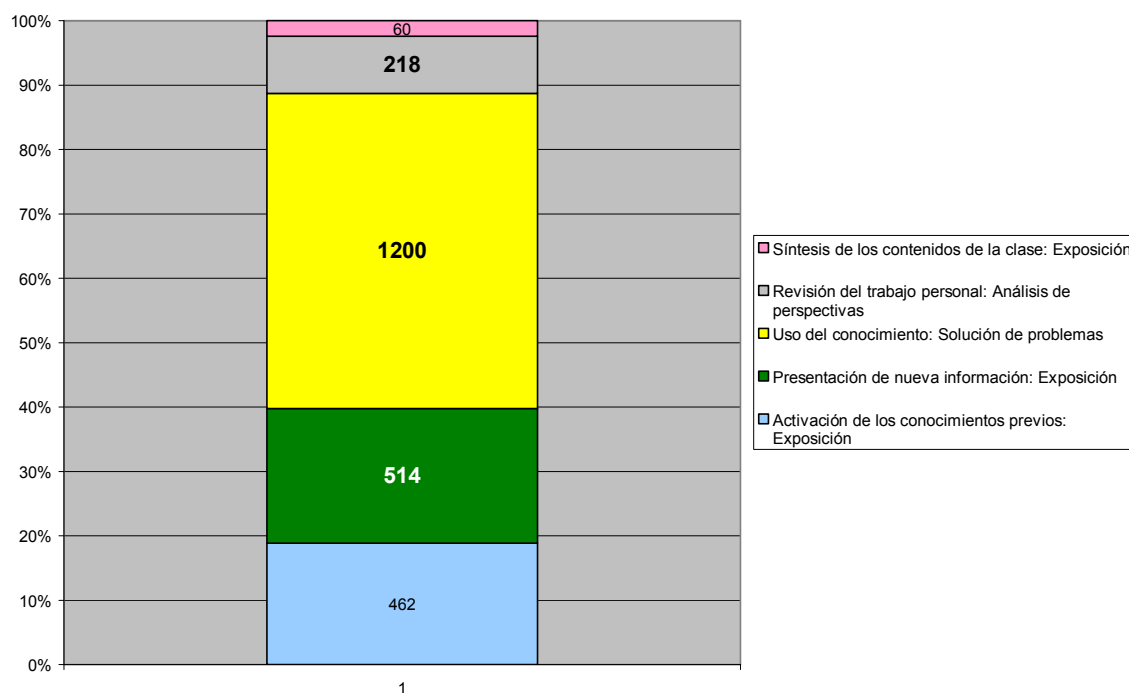 100%
90%
80%
70%
60%
50%
40%
30%
20%
10%
0%
60
218
1200
514
462
1
Síntesis de los contenidos de la clase: Exposición
Revisión del trabajo personal: Análisis de
perspectivas
Uso del conocimiento: Solución de problemas
Presentación de nueva información: Exposición
Activación de los conocimientos previos:
Exposición